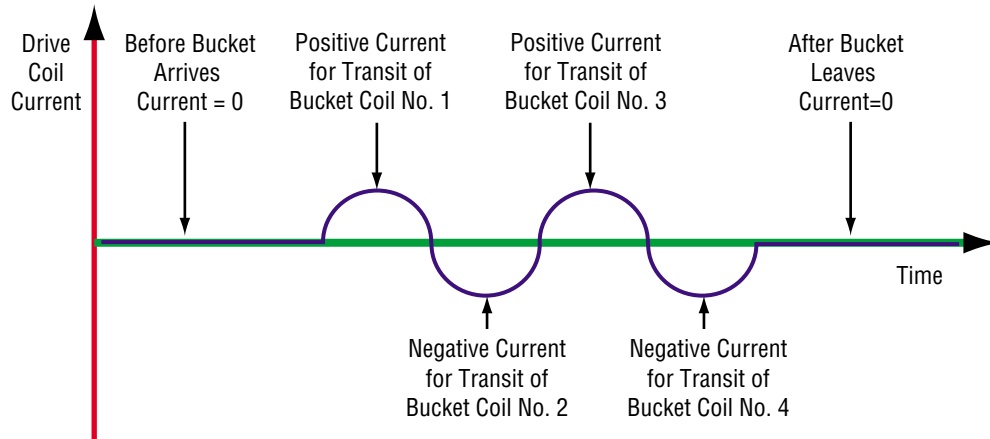 Drive
Coil
Current
Before Bucket
Arrives
Current = 0
Positive Current
for Transit of
Bucket Coil No. 1
Positive Current
for Transit of
Bucket Coil No. 3
After Bucket
Leaves
Current=0
Time
Negative Current
for Transit of
Bucket Coil No. 2
Negative Current
for Transit of
Bucket Coil No. 4